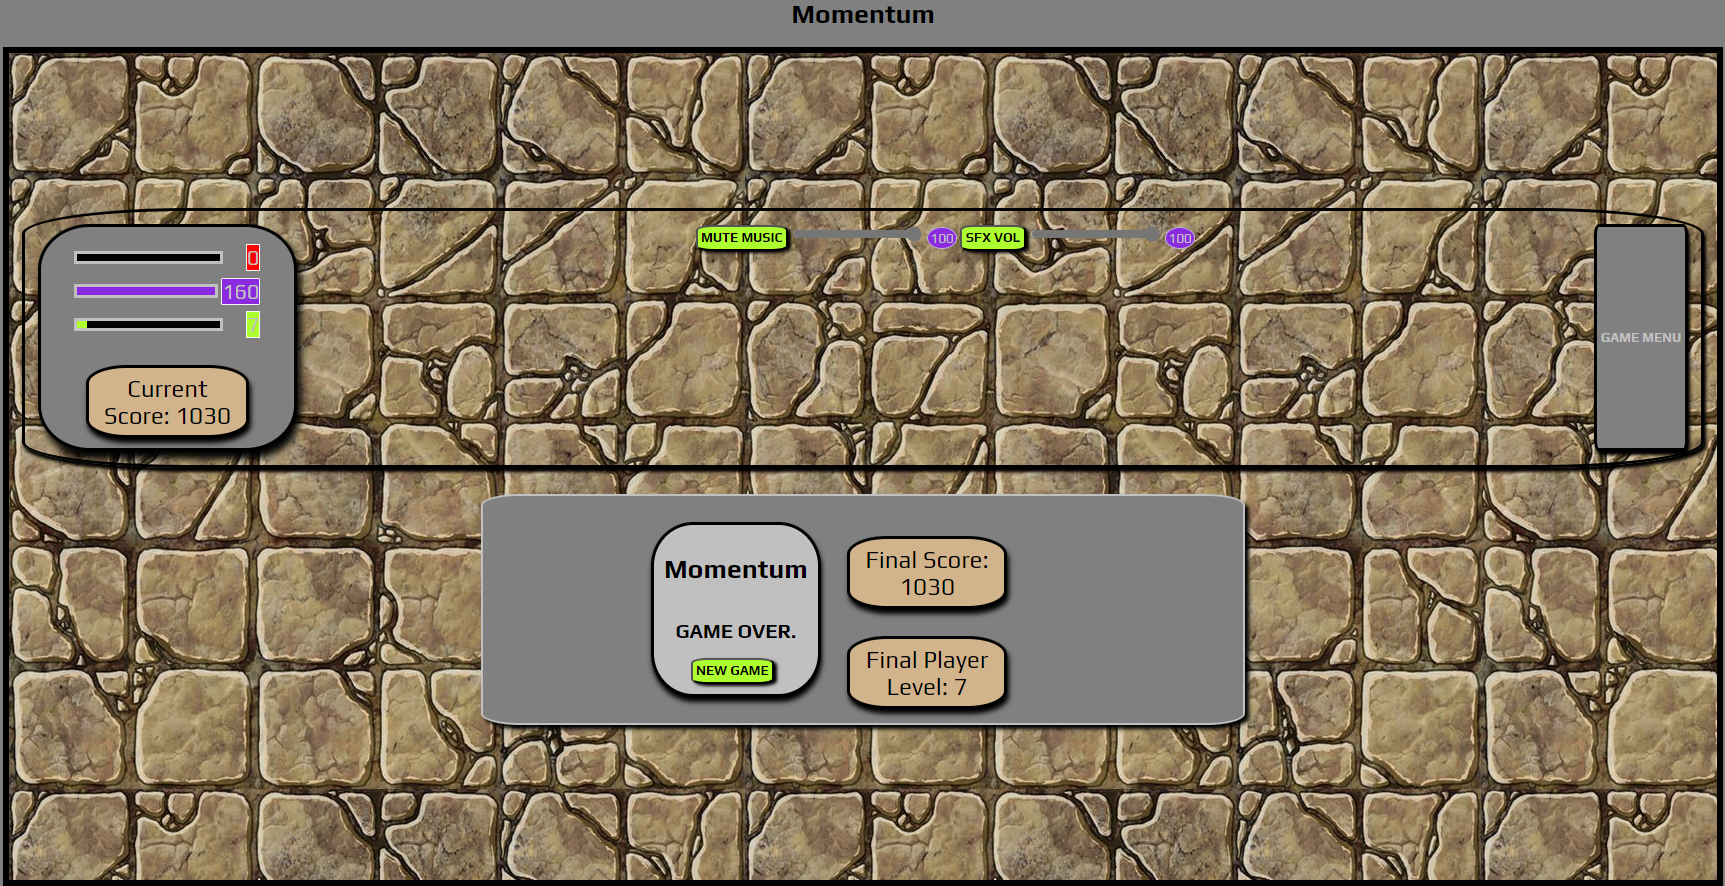 Momentum
MUTE MUSIC
100
SFX VOL
100
0
160
7
Current
Score: 1030
GAME MENU
Momentum
GAME OVER.
NEW GAME
Final Score:
1030
Final Player
Level: 7